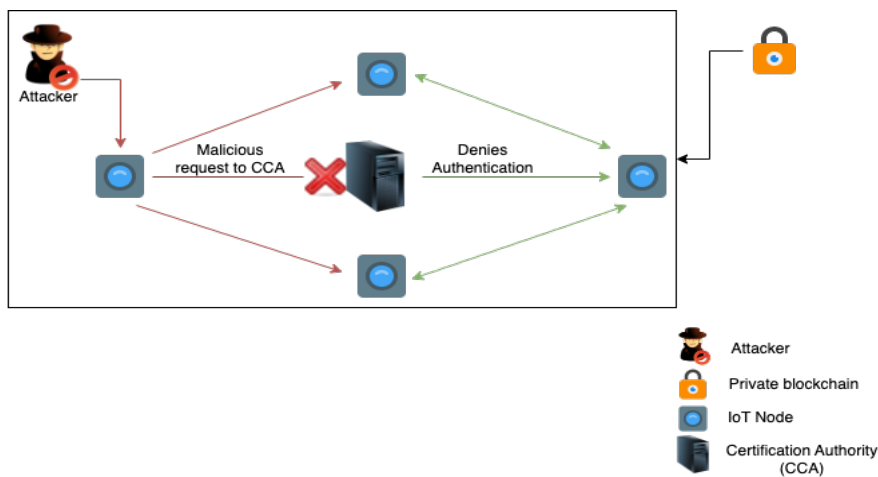 Attacker
Malicious
request to CCA
Denies
Authentication
Attacker
Private blockchain
IoT Node
Certification Authority
(CCA)